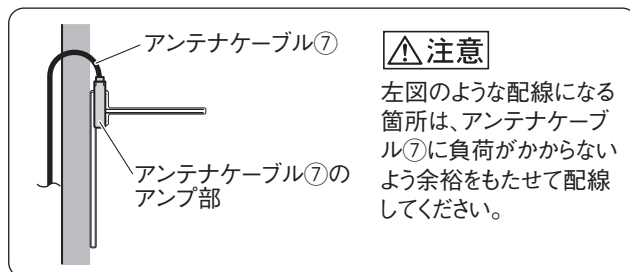 アンテナケーブル⑦
アンテナケーブル⑦の
アンプ部
注意
左図のような配線になる
箇所は、アンテナケーブ
ル⑦に負荷がかからない
よう余裕をもたせて配線
してください。